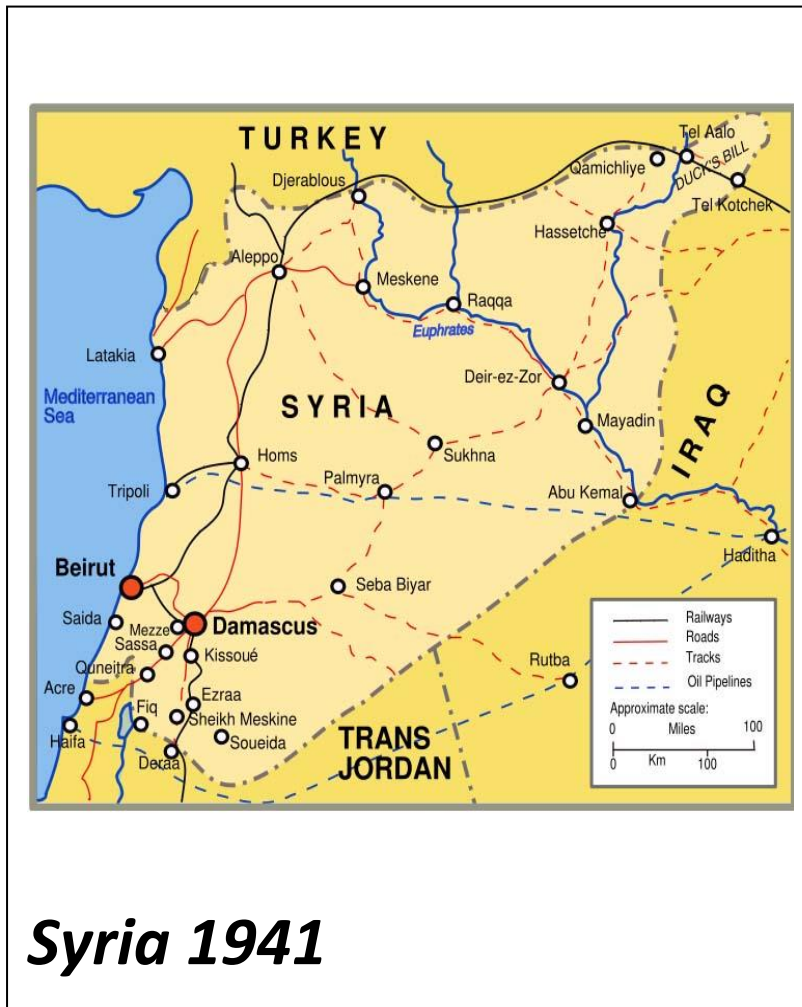 TURKEY
Tel Aalo
Qamichliye
DUCK'S BILL
Djerablous
Tel Kotchek
Hassetche
Aleppo
Meskene
Raqqa
Euphrates
Latakia
Deir-ez-Zor
Mediterranean
Sea
SYRIA
Mayadin
IRAQ
Sukhna
Homs
Palmyra
Abu Kemal
Tripoli
Haditha
Beirut
Seba Biyar
Saida
Mezze
Damascus
Sassa
Kissoué
Quneitra
Rutba
Acre
Ezraa
Fiq
Sheikh Meskine
Haifa
Soueida
Deraa
TRANS
JORDAN
Railways
Roads
Tracks
Oil Pipelines
Approximate scale:
0 Miles 100
0 Km 100
Syria 1941